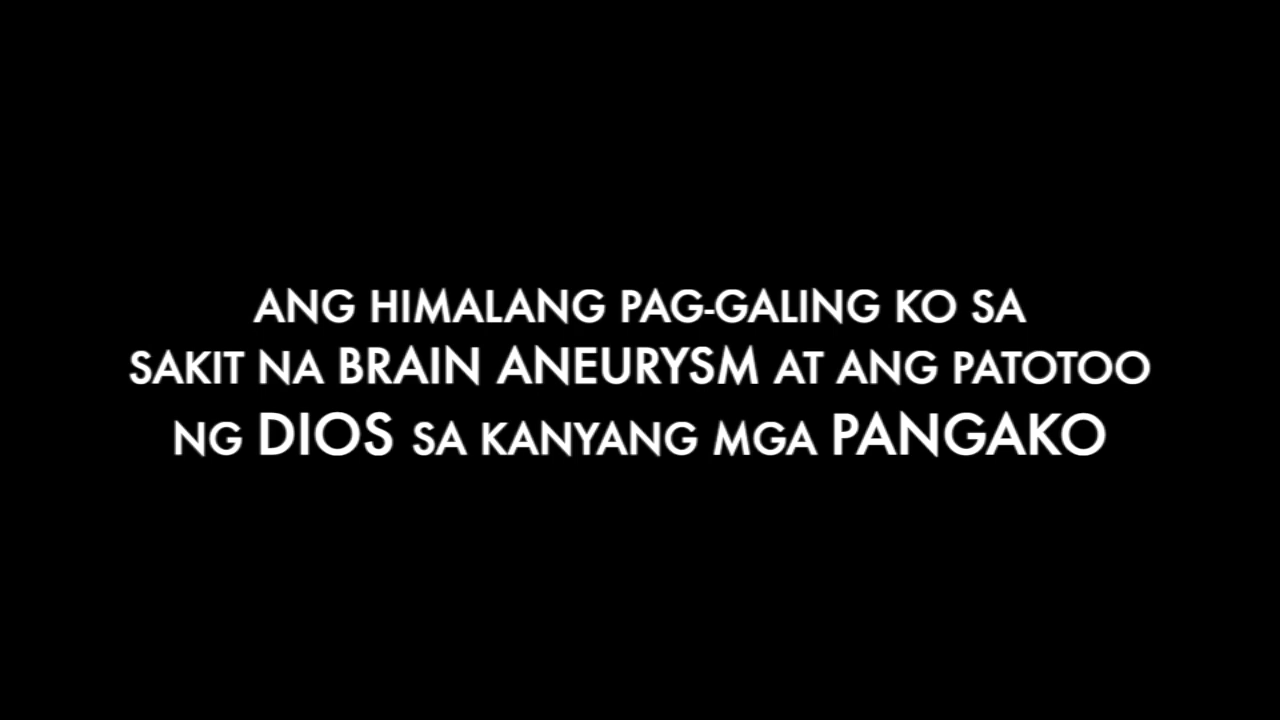 ANG HIMALANG PAG-GALING KO SA
SAKIT NA BRAIN ANEURYSM AT ANG PATOTOO
NG DIOS SA KANYANG MGA PANGAKO